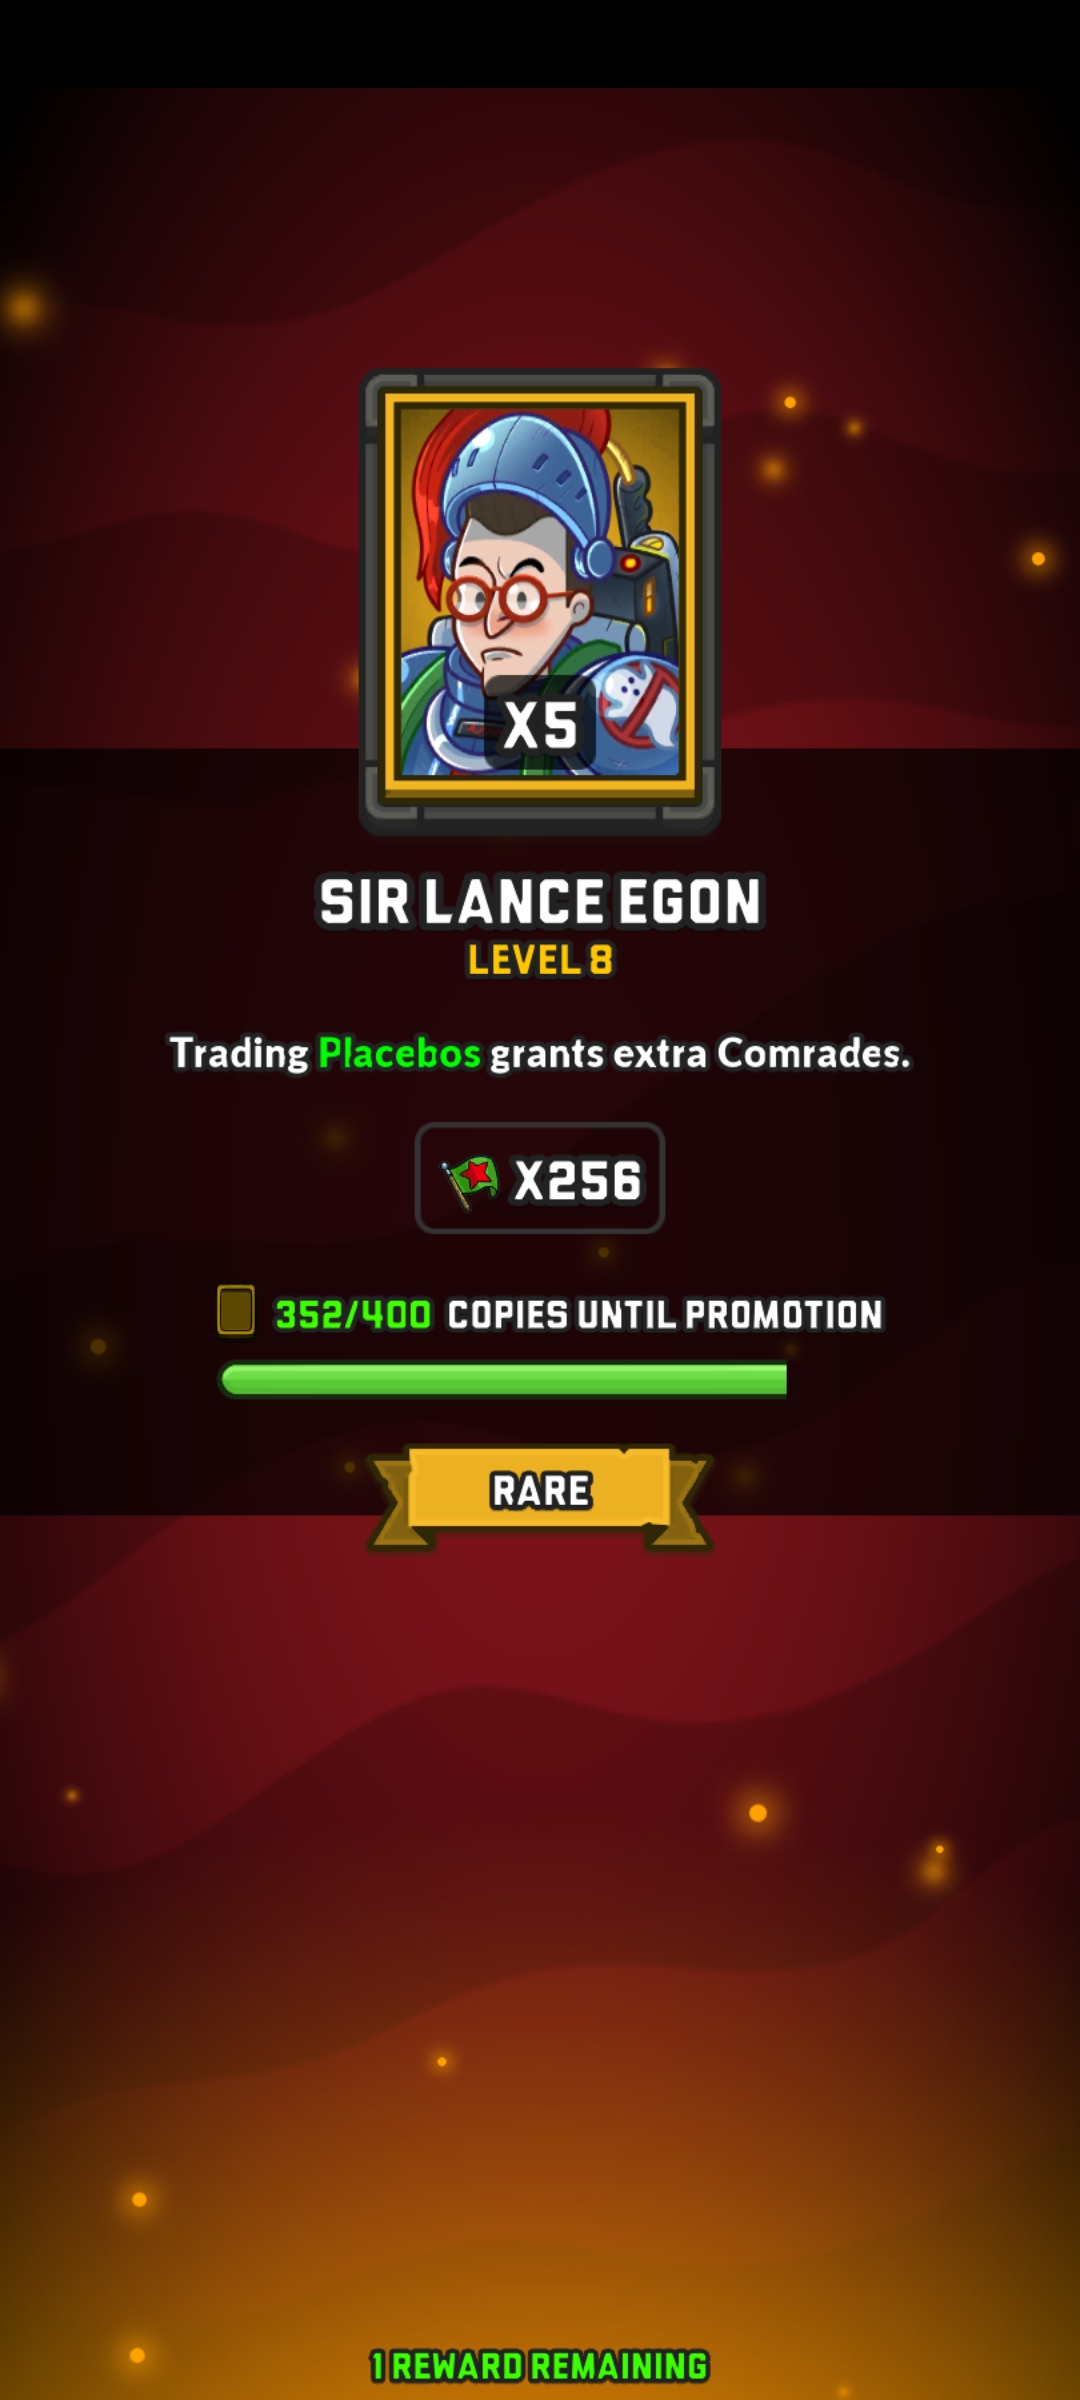 X5
SIR LANCE EGON
LEVEL 8
Trading Placebos grants extra Comrades.
X256
352/400 COPIES UNTIL PROMOTION
RARE
1 REWARD REMAINING